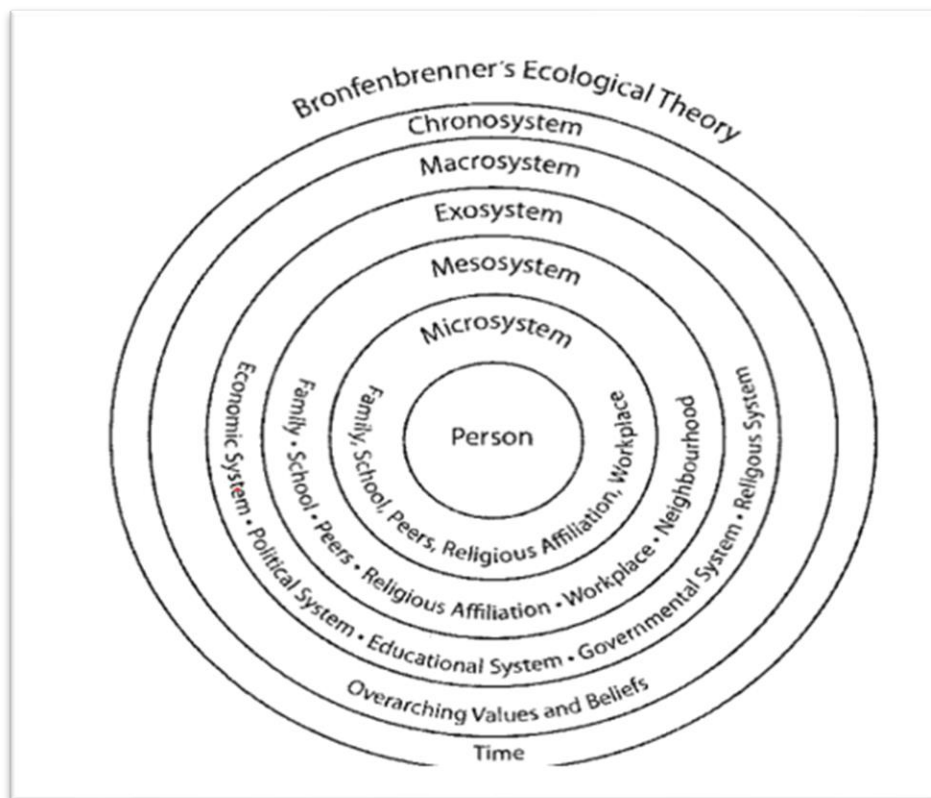 Bronfenbrenner's Ecological Theory
Chronosystem
Macrosystem
Exosystem
Mesosystem
Microsystem
Person
Family, School, Peers, Religious Affiliation, Workplace
Family • School • Peers • Religious Affiliation • Workplace • Neighbourhood
Economic System • Political System • Educational System • Governmental System • Religous System
Overarching Values and Beliefs
Time